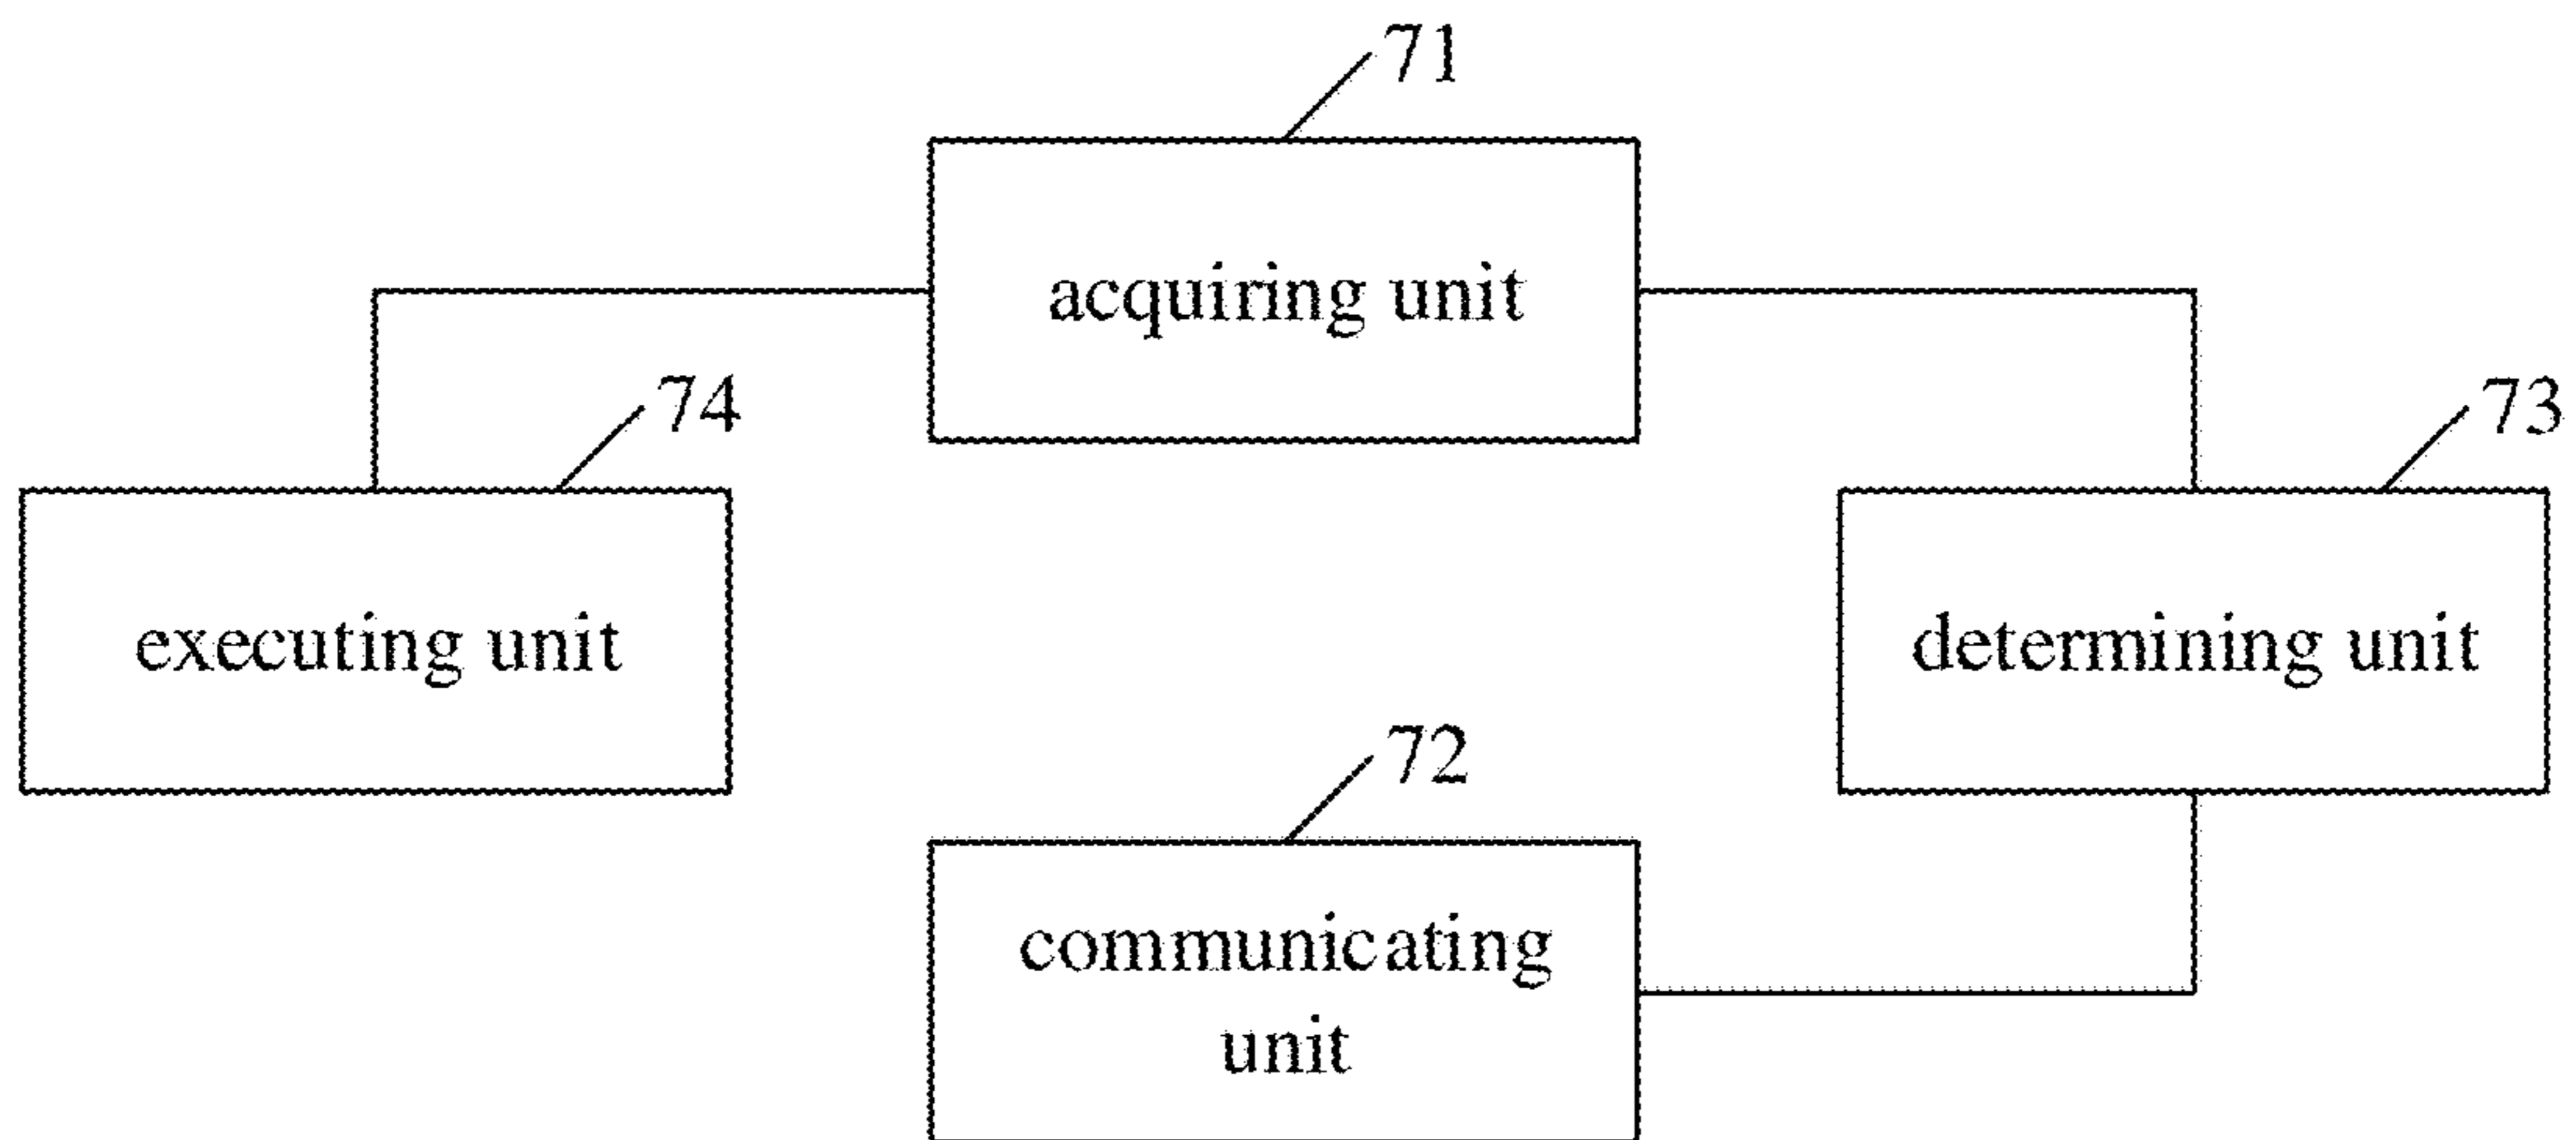 71
acquiring unit
74
73
executing unit
determining unit
72
communicating
unit